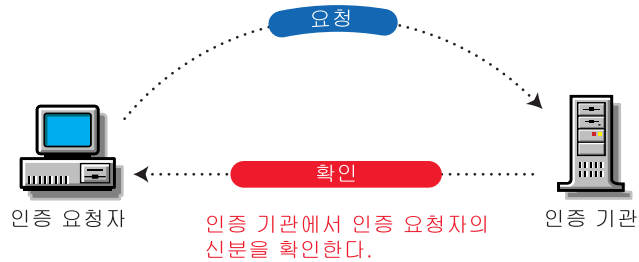 요청
확인
인증 요청자
인증 기관
인증 기관에서 인증 요청자의
신분을 확인한다.